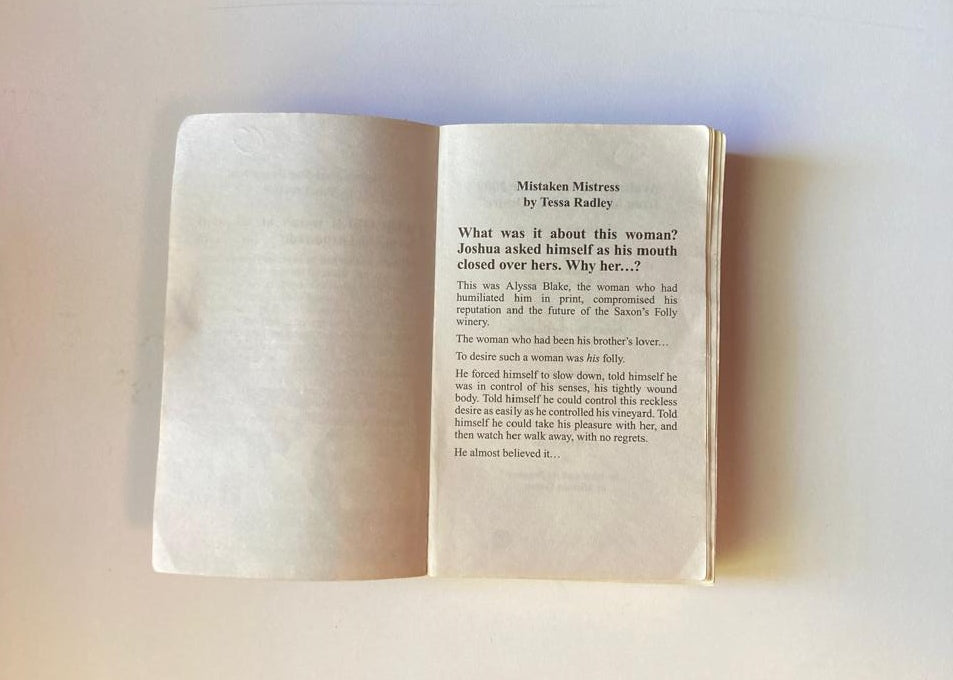 Mistaken Mistress
by Tessa Radley
What was it about this woman?
Joshua asked himself as his mouth
closed over hers. Why her...?
This was Alyssa Blake, the woman who had
humiliated him in print, compromised his
reputation and the future of the Saxon's Folly
winery.
The woman who had been his brother's lover...
To desire such a woman was his folly.
He forced himself to slow down, told himself he
was in control of his senses, his tightly wound
body. Told himself he could control this reckless
desire as easily as he controlled his vineyard. Told
himself he could take his pleasure with her, and
then watch her walk away, with no regrets.
He almost believed it...